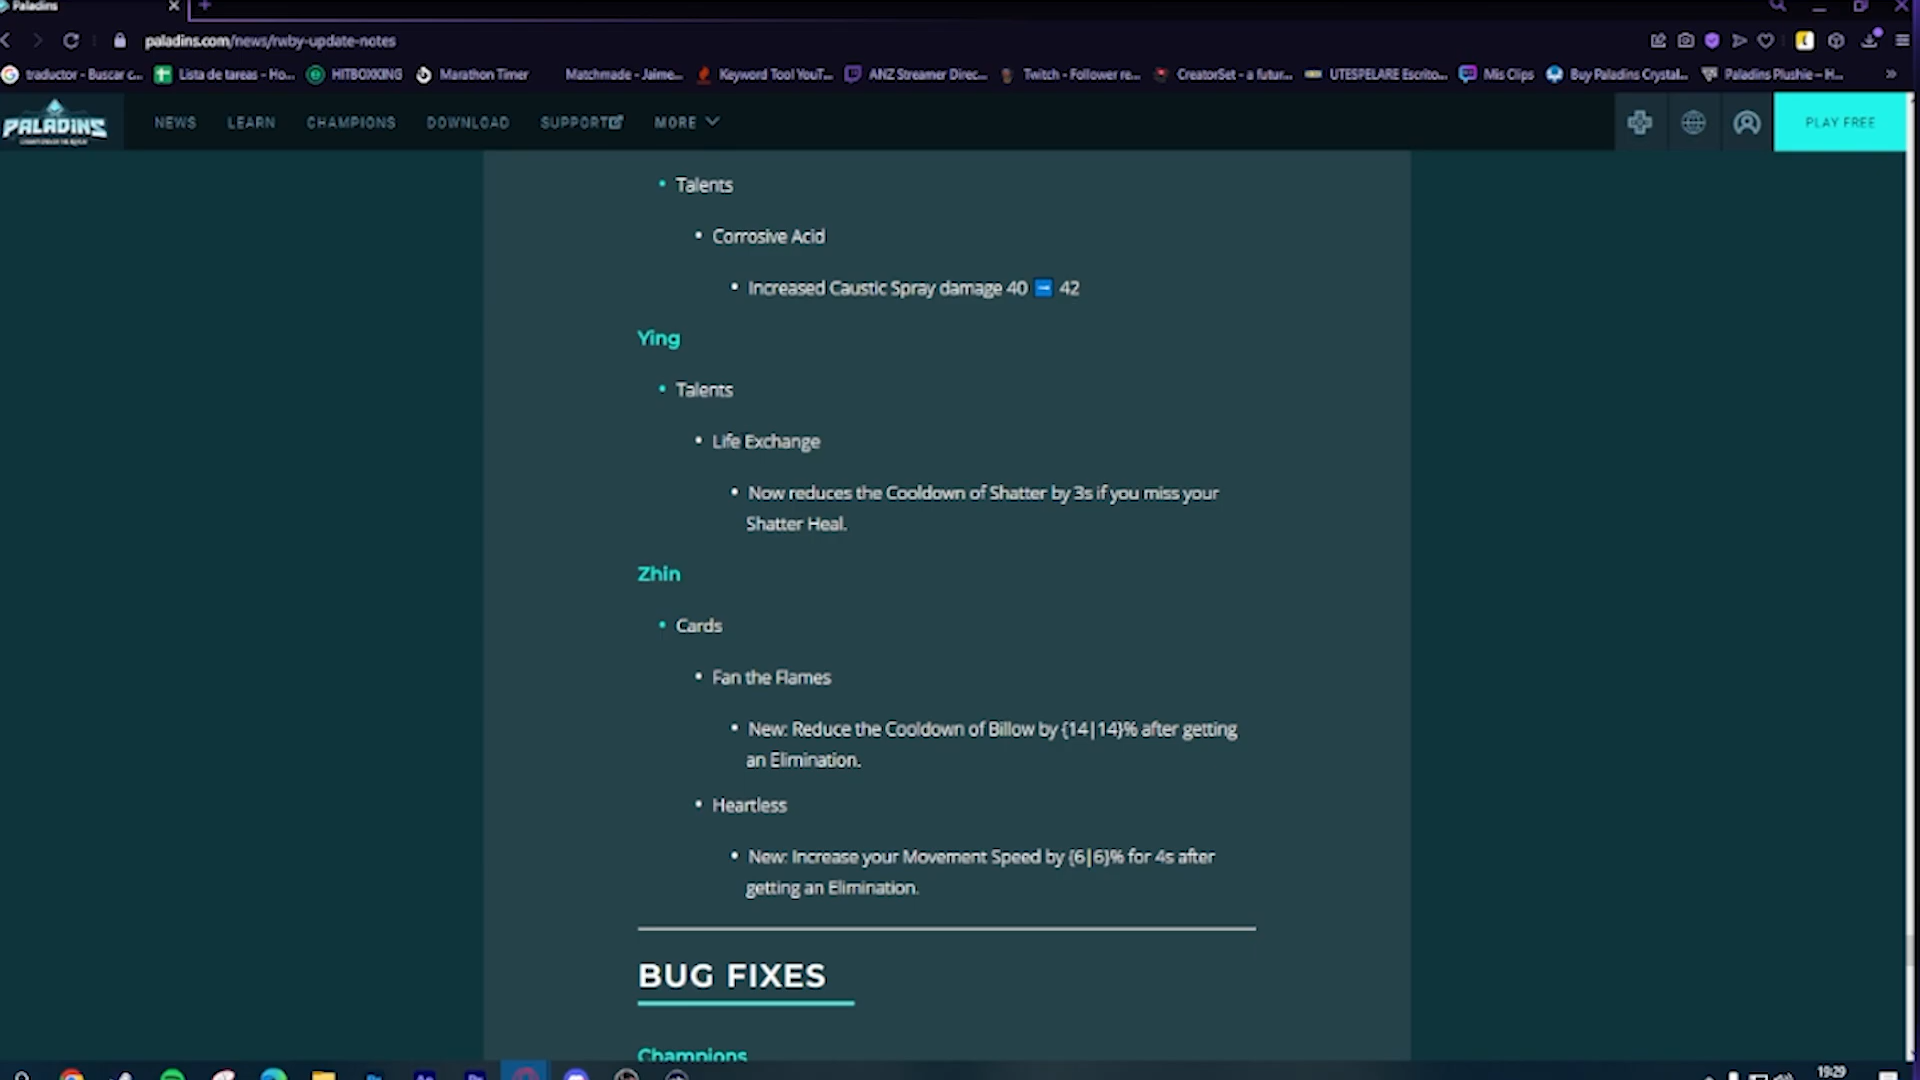 Paladins
paladins.com/news/rwby-update-notes
traductor - Buscar c... Lista de tareas - Ho... HITBOXKING Marathon Timer Matchmade - Jaime... Keyword Tool YouT... ANZ Streamer Direc... Twitch - Follower re... CreatorSet - a futur... UTESPELARE Escrito... Mis Clips Buy Paladins Crystal... Paladins Plushie – H... »
PALADINS NEWS LEARN CHAMPIONS DOWNLOAD SUPPORT MORE PLAY FREE
• Talents
• Corrosive Acid
• Increased Caustic Spray damage 40 ➡ 42
Ying
• Talents
• Life Exchange
• Now reduces the Cooldown of Shatter by 3s if you miss your
Shatter Heal.
Zhin
• Cards
• Fan the Flames
• New: Reduce the Cooldown of Billow by {14|14}% after getting
an Elimination.
• Heartless
• New: Increase your Movement Speed by {6|6}% for 4s after
getting an Elimination.
BUG FIXES
Champions
19:29